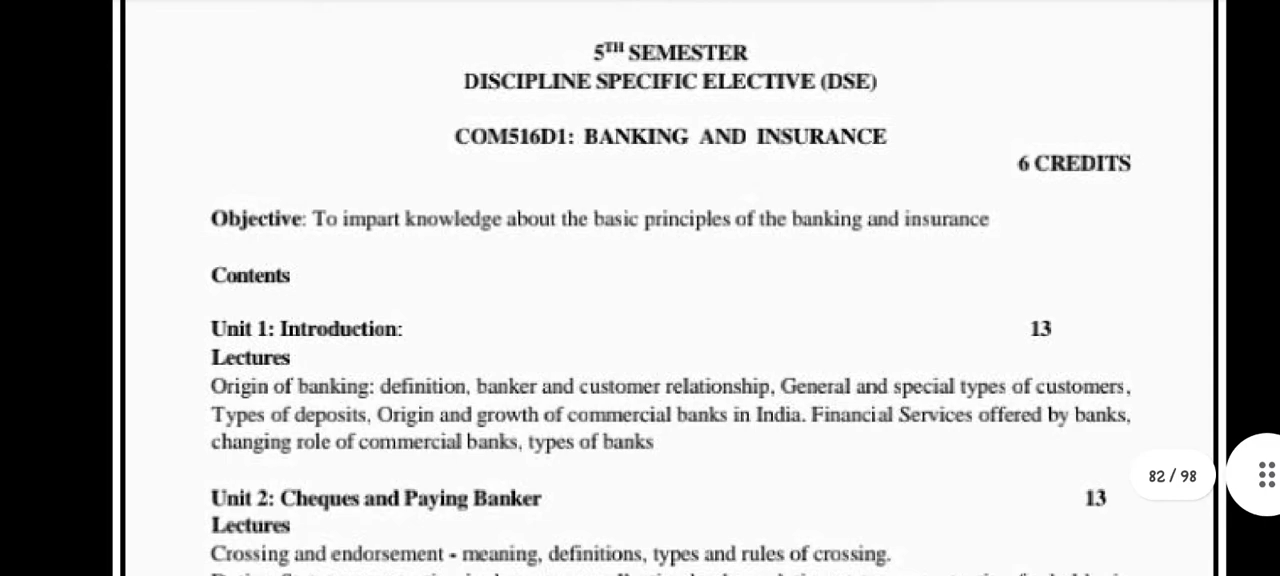 5TH SEMESTER
DISCIPLINE SPECIFIC ELECTIVE (DSE)
COM516D1: BANKING AND INSURANCE
6 CREDITS
Objective: To impart knowledge about the basic principles of the banking and insurance
Contents
Unit 1: Introduction: 13
Lectures
Origin of banking: definition, banker and customer relationship, General and special types of customers,
Types of deposits, Origin and growth of commercial banks in India. Financial Services offered by banks,
changing role of commercial banks, types of banks
82 / 98
Unit 2: Cheques and Paying Banker 13
Lectures
Crossing and endorsement - meaning, definitions, types and rules of crossing.